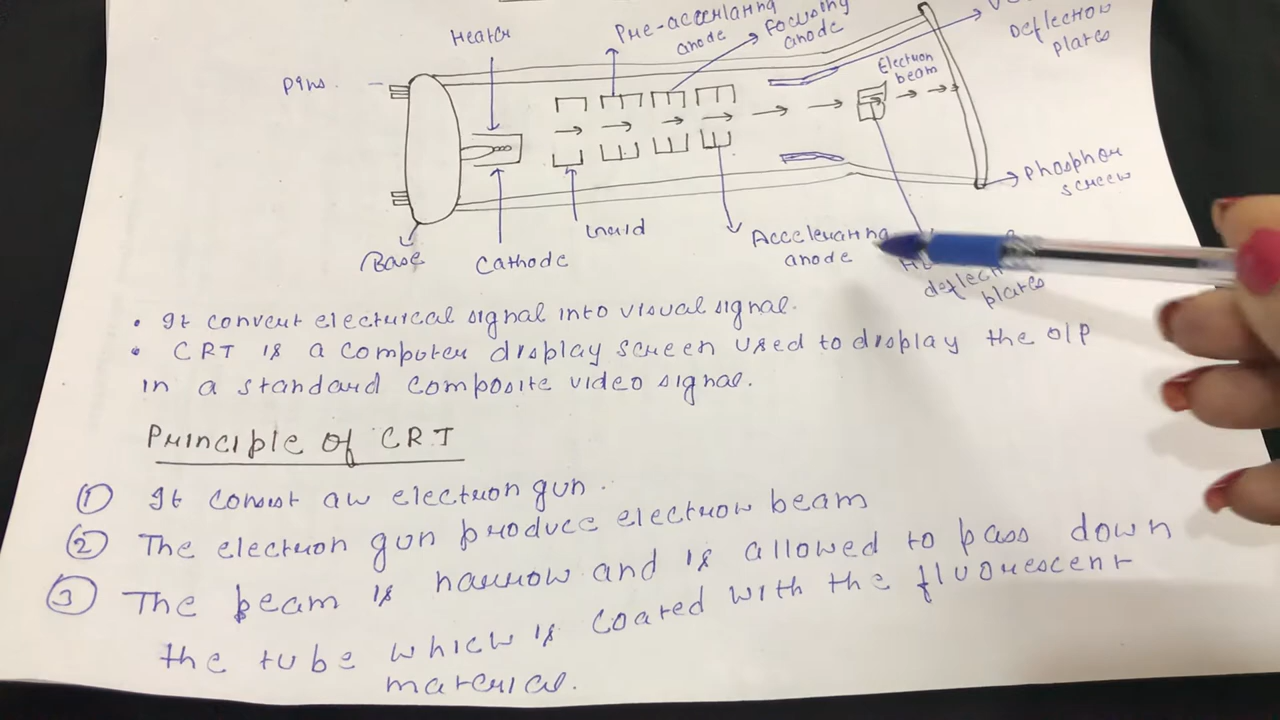 Heater
Pre-accelerating
anode
Focusing
anode
Deflection
plates
Pins
Electron
beam
Phosphor
screen
Base
Cathode
Grid
Accelerating
anode
deflect
plates
• It convert electurical signal into visual signal.
• CRT is a computer display screen used to display the O/P
in a standard composite video signal.
Principle of CRT
① It consist an electron gun.
② The electron gun produce electron beam
③ The beam is narrow and is allowed to pass down
the tube which is coated with the fluorescent
material.